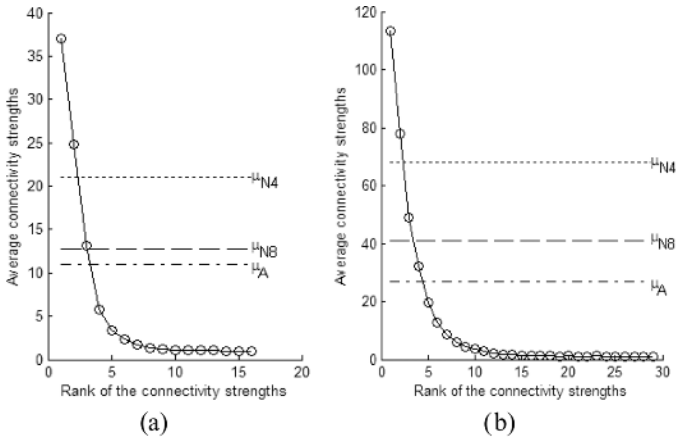 40
35
30
25
20
15
10
5
0
Average connectivity strengths
μN4
μN8
μA
0 5 10 15 20
Rank of the connectivity strengths
(a)
120
100
80
60
40
20
0
Average connectivity strengths
μN4
μN8
μA
0 5 10 15 20 25 30
Rank of the connectivity strengths
(b)